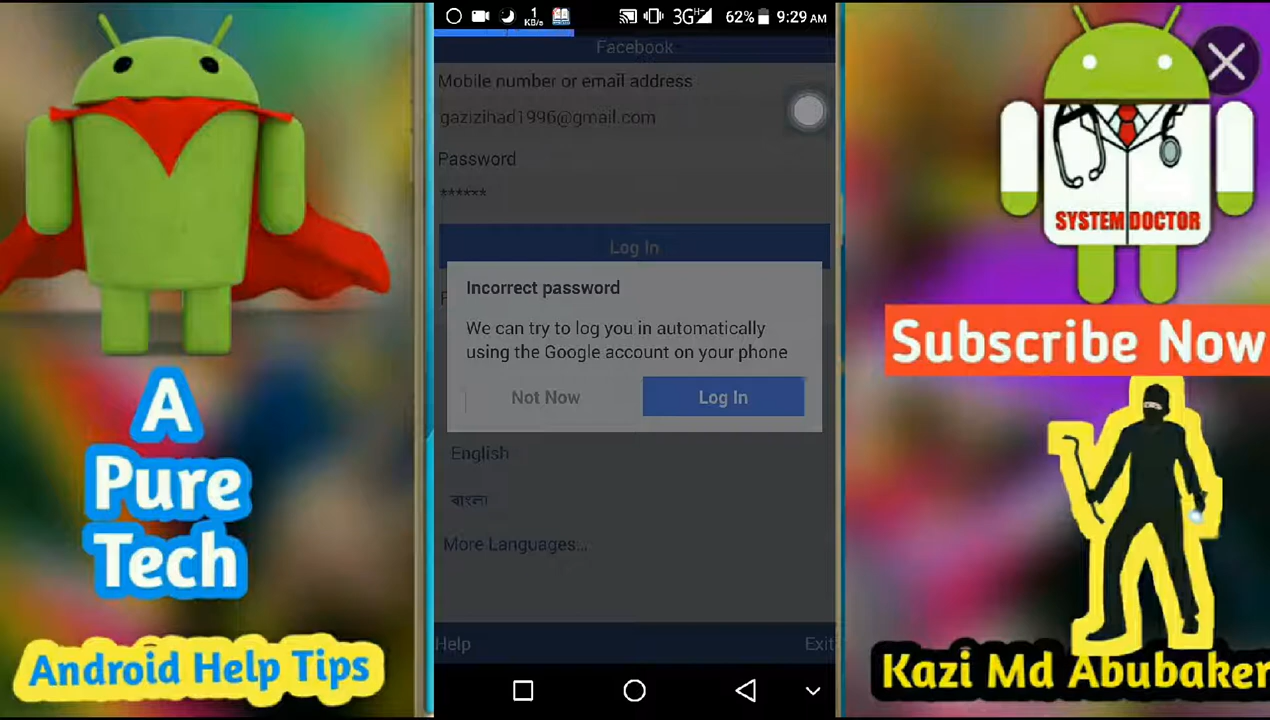 1
KB/s
3G
H+
62%
9:29 AM
Facebook
Mobile number or email address
gazizihad1996@gmail.com
Password
******
Log In
Incorrect password
We can try to log you in automatically
using the Google account on your phone
Not Now
Log In
English
বাংলা
More Languages...
Help
Exit
A
Pure
Tech
Android Help Tips
SYSTEM DOCTOR
Subscribe Now
Kazi Md Abubaker